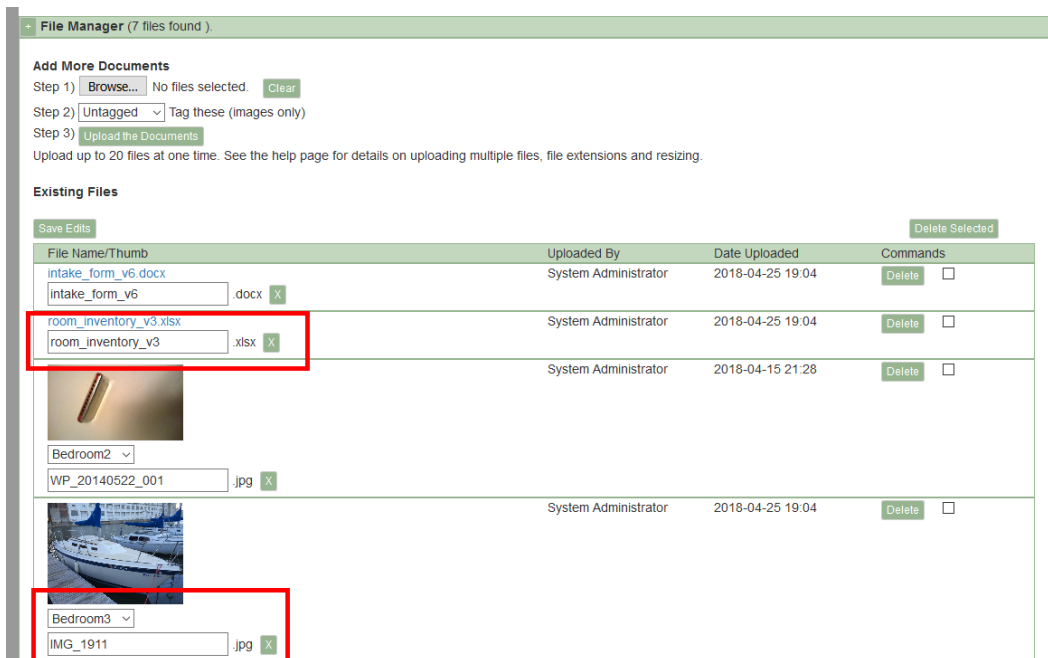 + File Manager (7 files found ).
Add More Documents
Step 1) Browse... No files selected. Clear
Step 2) Untagged Tag these (images only)
Step 3) Upload the Documents
Upload up to 20 files at one time. See the help page for details on uploading multiple files, file extensions and resizing.
Existing Files
Save Edits Delete Selected
File Name/Thumb Uploaded By Date Uploaded Commands
intake_form_v6.docx System Administrator 2018-04-25 19:04 Delete
intake_form_v6 .docx X
room_inventory_v3.xlsx System Administrator 2018-04-25 19:04 Delete
room_inventory_v3 .xlsx X
System Administrator 2018-04-15 21:28 Delete
Bedroom2
WP_20140522_001 .jpg X
System Administrator 2018-04-25 19:04 Delete
Bedroom3
IMG_1911 .jpg X